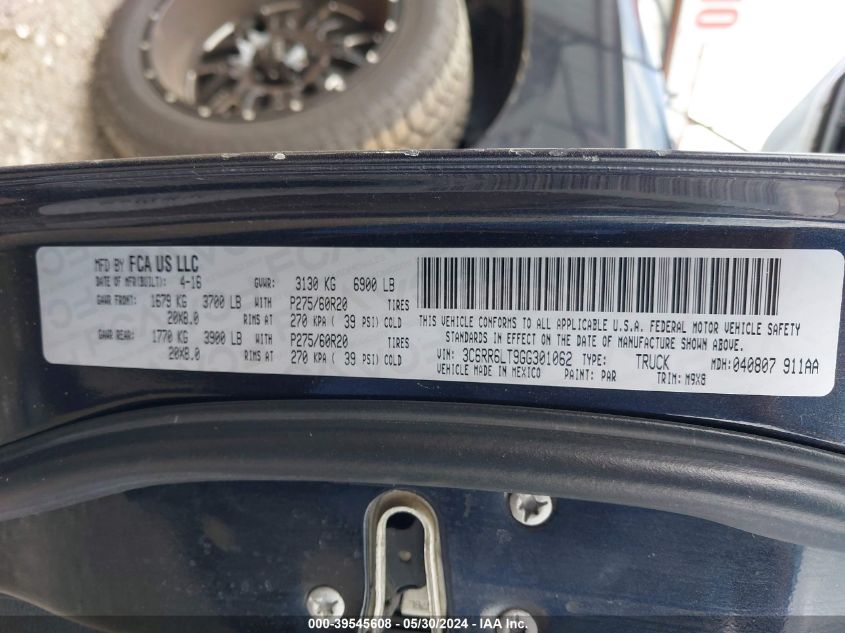 MFD BY FCA US LLC
DATE OF MFR(BUILT): 4-16 GVWR: 3130 KG 6900 LB
GAWR FRONT: 1679 KG 3700 LB WITH P275/60R20 TIRES
20X8.0 RIMS AT 270 KPA ( 39 PSI) COLD
GAWR REAR: 1770 KG 3900 LB WITH P275/60R20 TIRES
20X8.0 RIMS AT 270 KPA ( 39 PSI) COLD
THIS VEHICLE CONFORMS TO ALL APPLICABLE U.S.A. FEDERAL MOTOR VEHICLE SAFETY
STANDARDS IN EFFECT ON THE DATE OF MANUFACTURE SHOWN ABOVE.
VIN: 3C6RR6LT9GG301062 TYPE: TRUCK MDH:040807 911AA
VEHICLE MADE IN MEXICO PAINT: PAR TRIM: M9X8
000-39545608 - 05/30/2024 - IAA Inc.